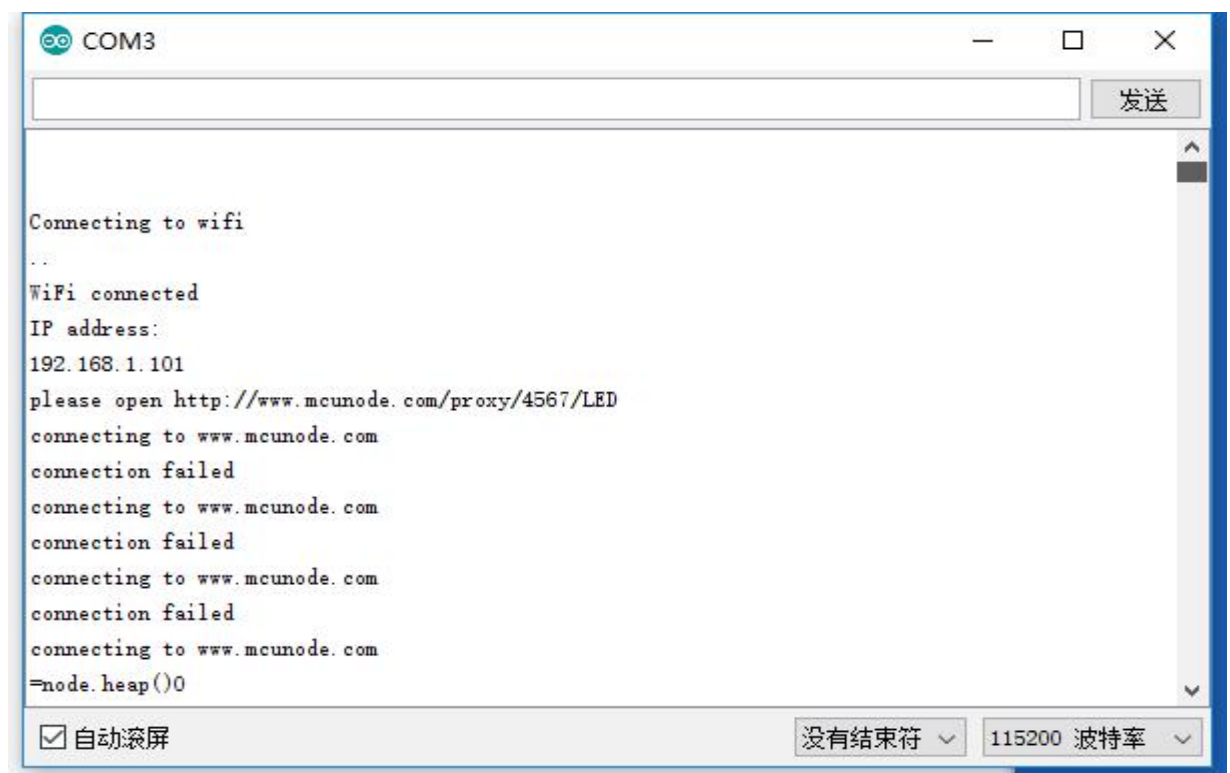 COM3
发送
Connecting to wifi
..
WiFi connected
IP address:
192.168.1.101
please open http://www.mcunode.com/proxy/4567/LED
connecting to www.mcunode.com
connection failed
connecting to www.mcunode.com
connection failed
connecting to www.mcunode.com
connection failed
connecting to www.mcunode.com
=node.heap()0
自动滚屏 没有结束符 115200 波特率